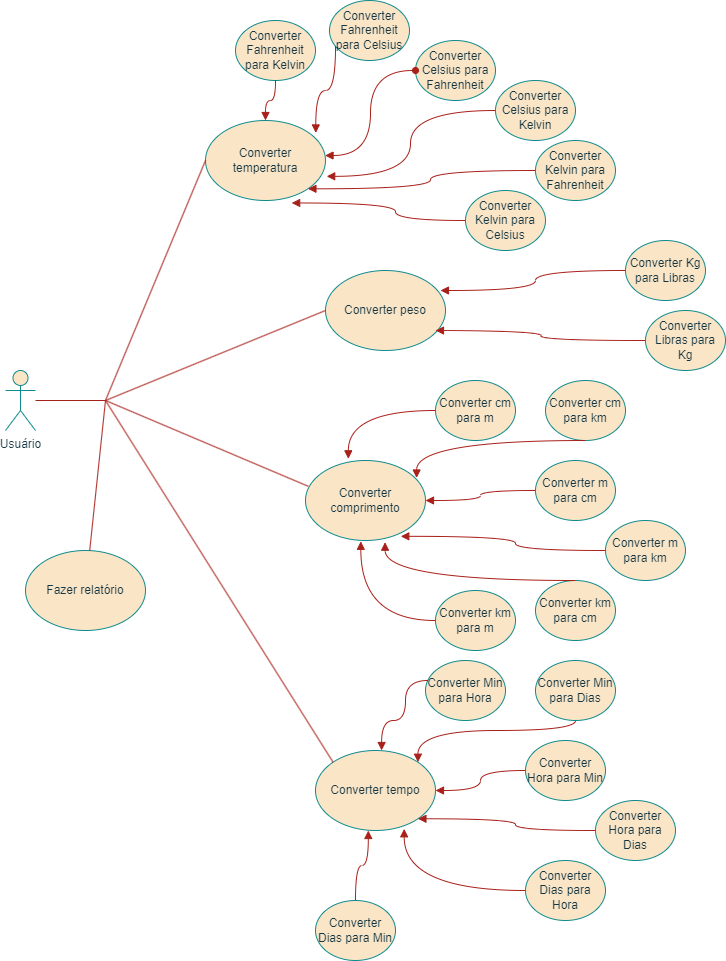 Converter
Fahrenheit
para Celsius
Converter
Fahrenheit
para Kelvin
Converter
Celsius para
Fahrenheit
Converter
Celsius para
Kelvin
Converter
temperatura
Converter
Kelvin para
Fahrenheit
Converter
Kelvin para
Celsius
Converter Kg
para Libras
Converter peso
Converter
Libras para
Kg
Usuário
Converter cm
para m
Converter cm
para km
Converter
comprimento
Converter m
para cm
Converter m
para km
Fazer relatório
Converter km
para m
Converter km
para cm
Converter Min
para Hora
Converter Min
para Dias
Converter
Hora para Min
Converter tempo
Converter
Hora para
Dias
Converter
Dias para
Hora
Converter
Dias para Min